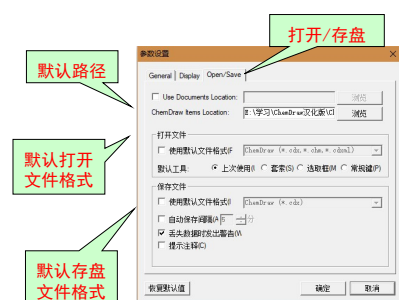 打开/存盘
默认路径
参数设置
General Display Open/Save
Use Documents Location: 浏览
ChemDraw Items Location: E:\学习\ChemDraw汉化版\Cl 浏览
打开文件
使用默认文件格式(F ChemDraw (*.cdx,*.chm,*.cdxml)
默认工具: 上次使用(L 套索(S) 选取框(M 常规键(P)
默认打开
文件格式
保存文件
使用默认文件格式(I ChemDraw (*.cdx)
自动保存间隔(A 5 分
丢失数据时发出警告(W
提示注释(C)
默认存盘
文件格式
恢复默认值 确定 取消